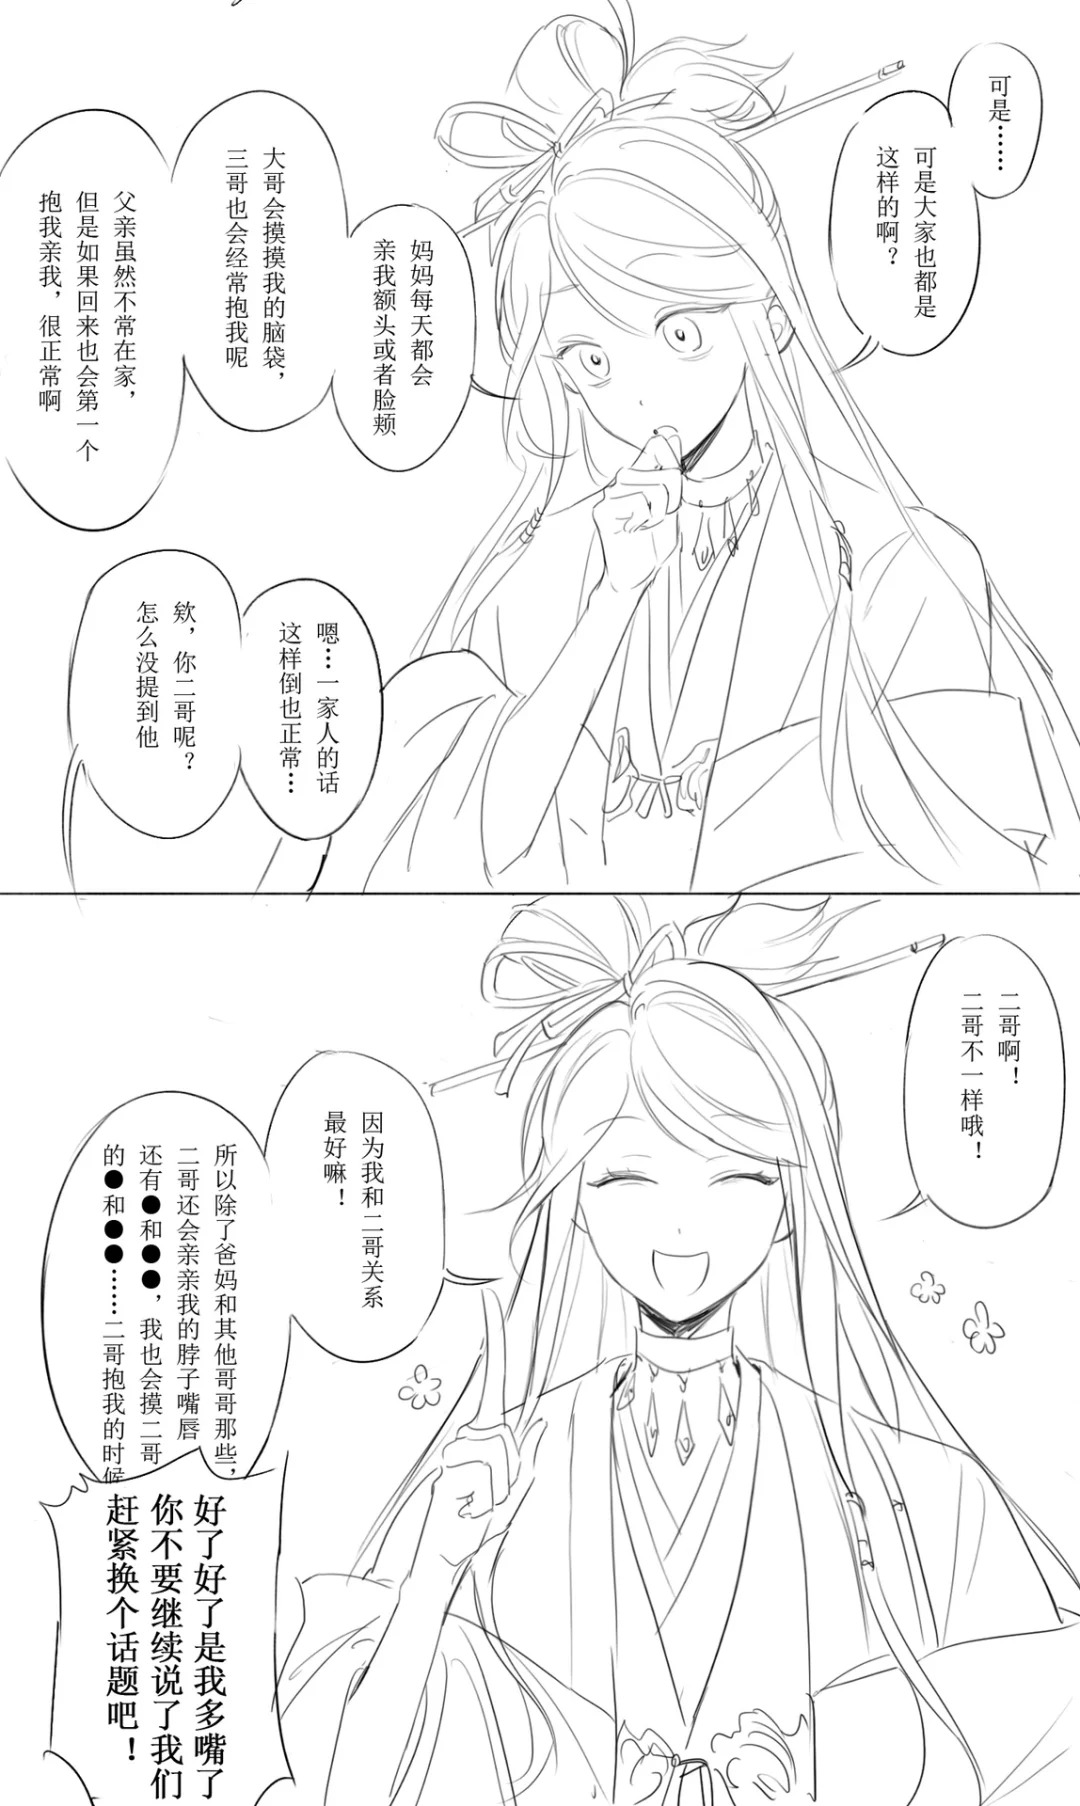 可是……
可是大家也都是
这样的啊？
妈妈每天都会
亲我额头或者脸颊
大哥会摸摸我的脑袋，
三哥也会经常抱我呢
父亲虽然不常在家，
但是如果回来也会第一个
抱我亲我，很正常啊
嗯…一家人的话
这样倒也正常…
欸，你二哥呢？
怎么没提到他
二哥啊！
二哥不一样哦！
因为我和二哥关系
最好嘛！
所以除了爸妈和其他哥哥那些，
二哥还会亲亲我的脖子嘴唇
还有●和●●，我也会摸二哥
的●和●●……二哥抱我的时候
好了好了是我多嘴了
你不要继续说了我们
赶紧换个话题吧！